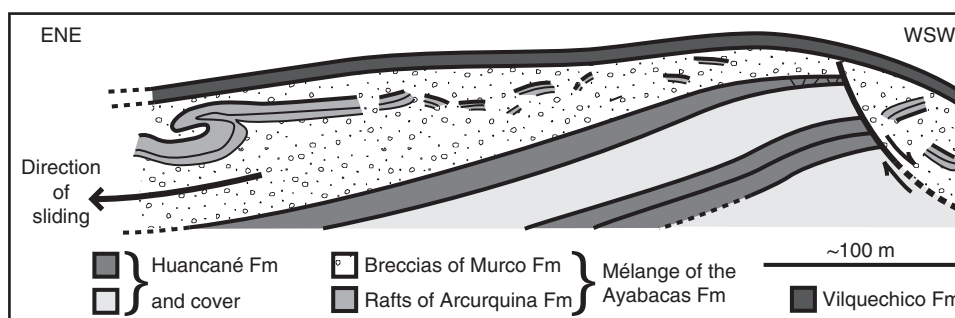 ENE
WSW
Direction
of
sliding
Huancané Fm
and cover
Breccias of Murco Fm
Rafts of Arcurquina Fm
Mélange of the
Ayabacas Fm
~100 m
Vilquechico Fm